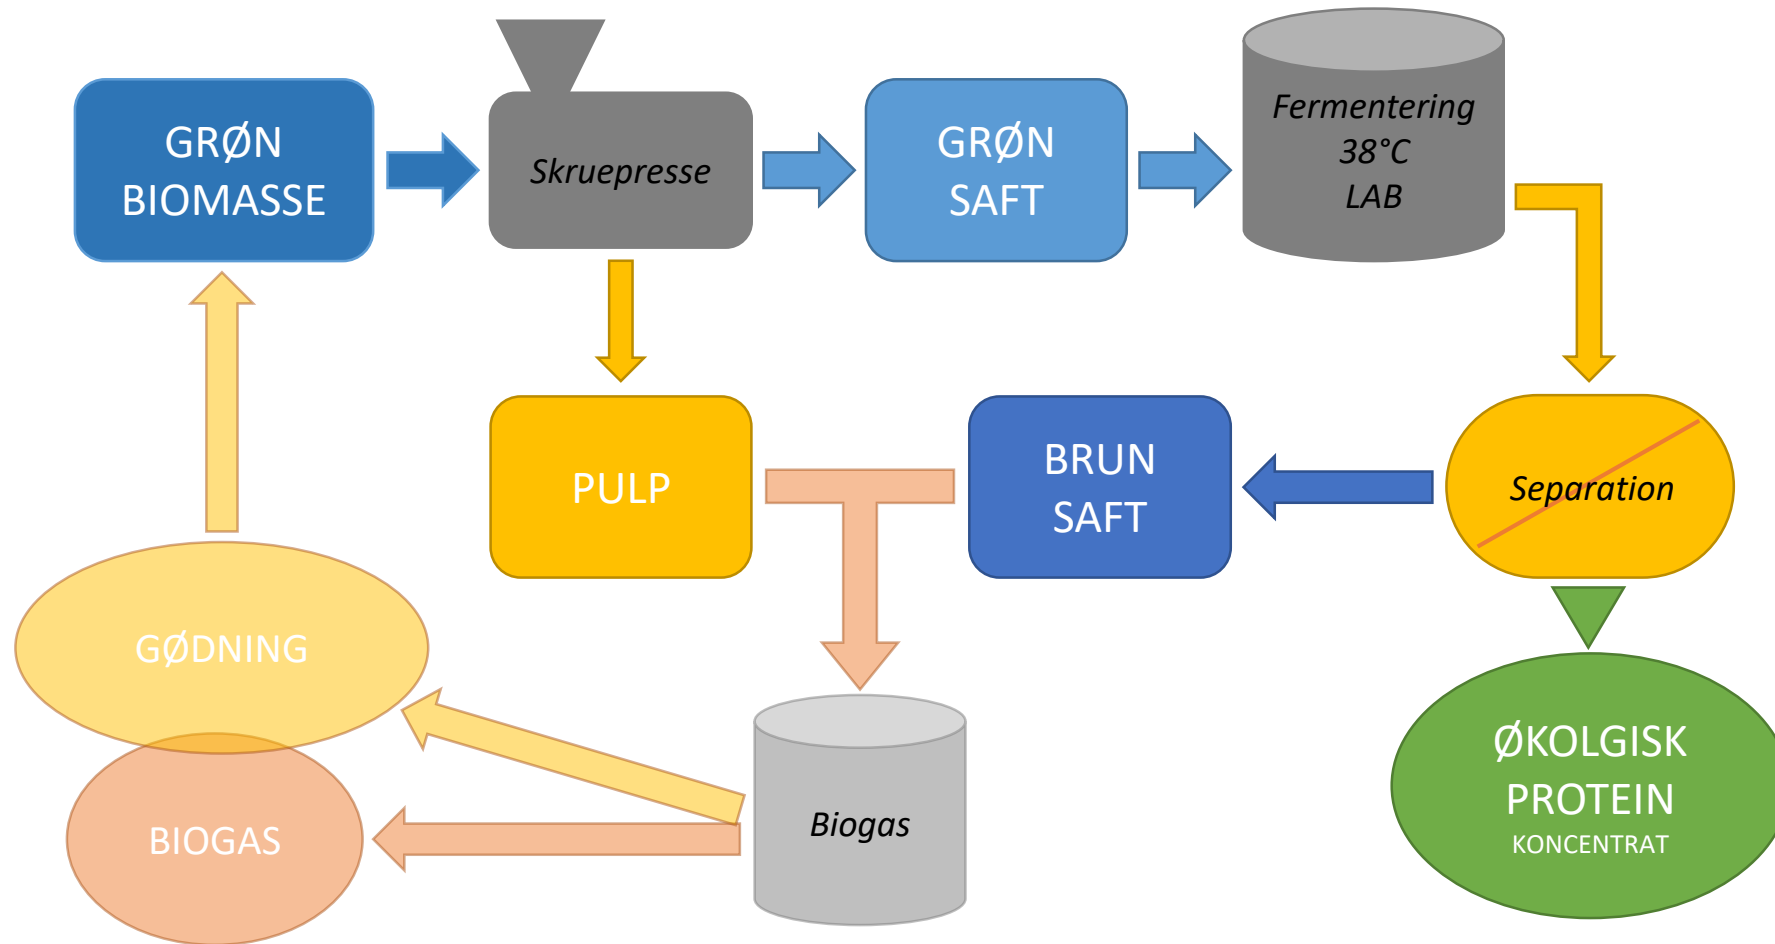 GRØN
BIOMASSE
Skruepresse
GRØN
SAFT
Fermentering
38°C
LAB
PULP
BRUN
SAFT
Separation
GØDNING
BIOGAS
Biogas
ØKOLGISK
PROTEIN
KONCENTRAT